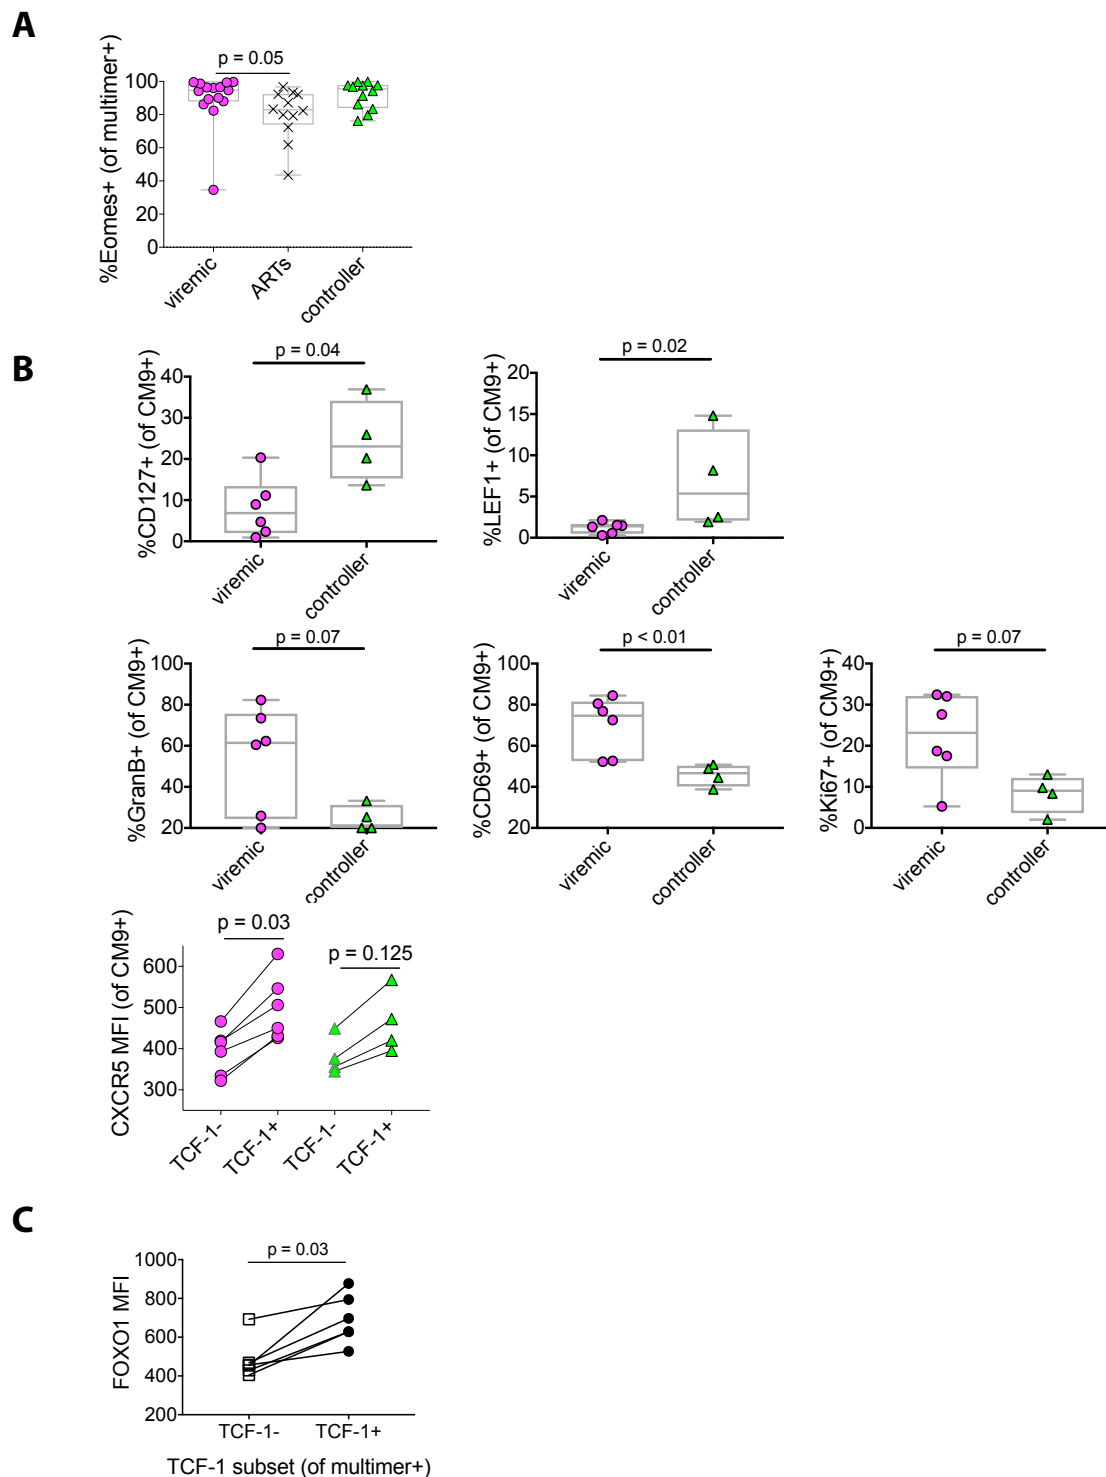 A
%Eomes+ (of multimer+)
p = 0.05
100
80
60
40
20
0
viremic
ARTs
controller
B
%CD127+ (of CM9+)
p = 0.04
40
30
20
10
0
viremic
controller
%LEF1+ (of CM9+)
p = 0.02
20
15
10
5
0
viremic
controller
%GranB+ (of CM9+)
p = 0.07
100
80
60
40
20
viremic
controller
%CD69+ (of CM9+)
p < 0.01
100
80
60
40
20
viremic
controller
%Ki67+ (of CM9+)
p = 0.07
40
30
20
10
0
viremic
controller
CXCR5 MFI (of CM9+)
p = 0.03
p = 0.125
600
500
400
300
TCF-1-
TCF-1+
TCF-1-
TCF-1+
C
FOXO1 MFI
p = 0.03
1000
800
600
400
200
TCF-1-
TCF-1+
TCF-1 subset (of multimer+)